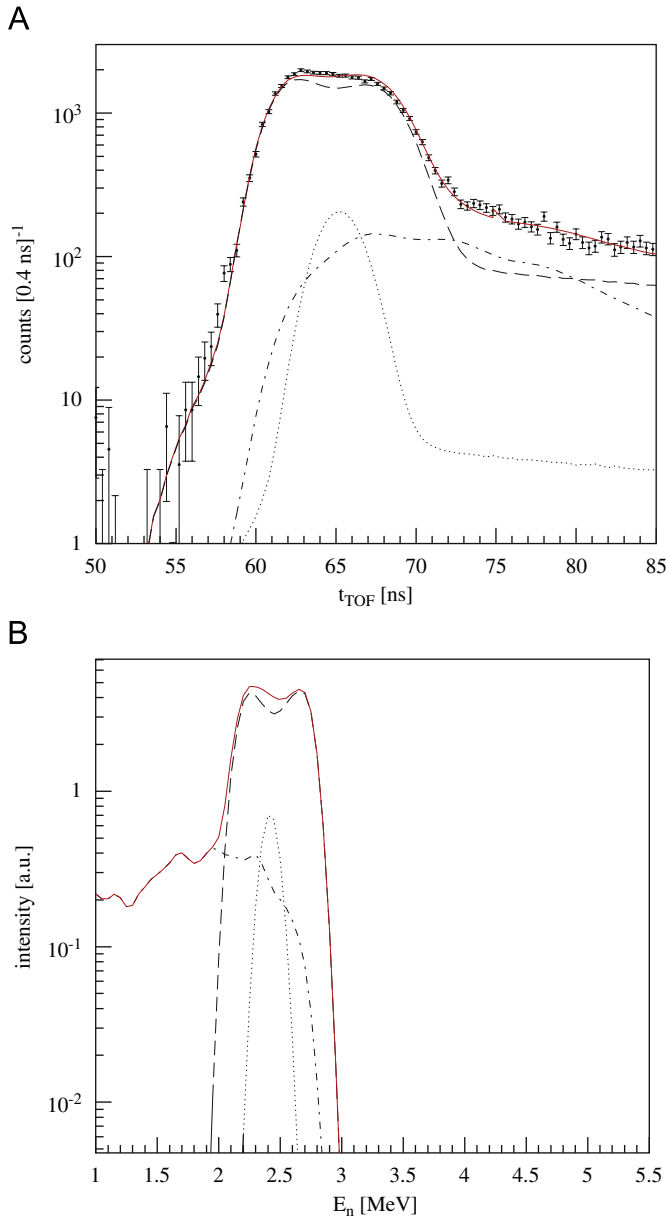 A
10³
10²
10
1
counts [0.4 ns]⁻¹
50 55 60 65 70 75 80 85
t_TOF [ns]
B
1
10⁻¹
10⁻²
intensity [a.u.]
1 1.5 2 2.5 3 3.5 4 4.5 5 5.5
E_n [MeV]